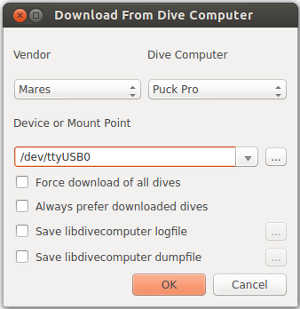 Download From Dive Computer
Vendor Dive Computer
Mares Puck Pro
Device or Mount Point
/dev/ttyUSB0 ...
Force download of all dives
Always prefer downloaded dives
Save libdivecomputer logfile ...
Save libdivecomputer dumpfile ...
OK Cancel